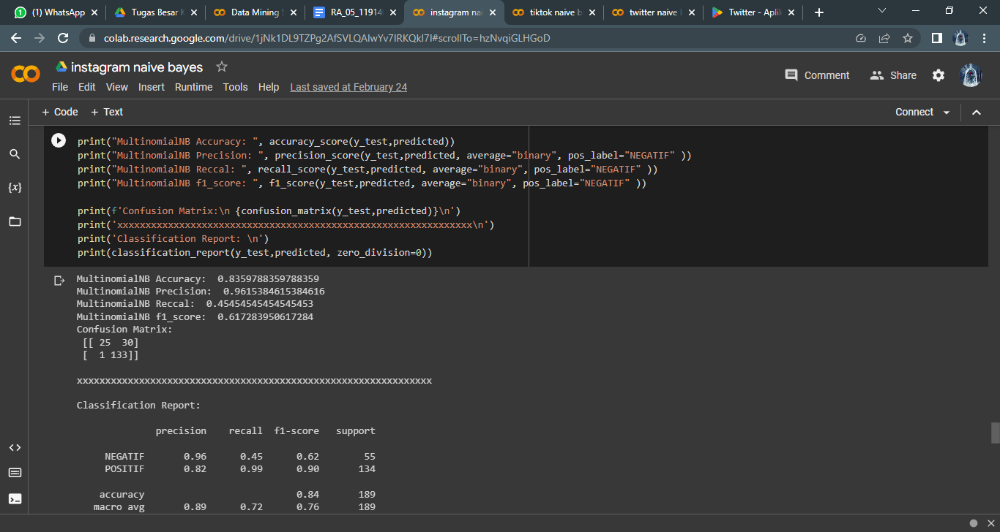 (1) WhatsApp
Tugas Besar
Data Mining
RA_05_1191
instagram nai
tiktok naive b
twitter naive
Twitter - Aplik
colab.research.google.com/drive/1jNk1DL9TZPg2AfSVLQAlwYv7IRKQkI7I#scrollTo=hzNvqiGLHGoD
instagram naive bayes
Comment
Share
File Edit View Insert Runtime Tools Help Last saved at February 24
+ Code + Text
Connect
print("MultinomialNB Accuracy: ", accuracy_score(y_test,predicted))
print("MultinomialNB Precision: ", precision_score(y_test,predicted, average="binary", pos_label="NEGATIF" ))
print("MultinomialNB Reccal: ", recall_score(y_test,predicted, average="binary", pos_label="NEGATIF" ))
print("MultinomialNB f1_score: ", f1_score(y_test,predicted, average="binary", pos_label="NEGATIF" ))
print(f'Confusion Matrix:\n {confusion_matrix(y_test,predicted)}\n')
print('xxxxxxxxxxxxxxxxxxxxxxxxxxxxxxxxxxxxxxxxxxxxxxxxxxxxxxxxxxxxxxx\n')
print('Classification Report: \n')
print(classification_report(y_test,predicted, zero_division=0))
MultinomialNB Accuracy:  0.8359788359788359
MultinomialNB Precision:  0.9615384615384616
MultinomialNB Reccal:  0.45454545454545453
MultinomialNB f1_score:  0.617283950617284
Confusion Matrix:
[[ 25  30]
[  1 133]]
xxxxxxxxxxxxxxxxxxxxxxxxxxxxxxxxxxxxxxxxxxxxxxxxxxxxxxxxxxxxxxx
Classification Report:
precision recall f1-score support
NEGATIF 0.96 0.45 0.62 55
POSITIF 0.82 0.99 0.90 134
accuracy 0.84 189
macro avg 0.89 0.72 0.76 189